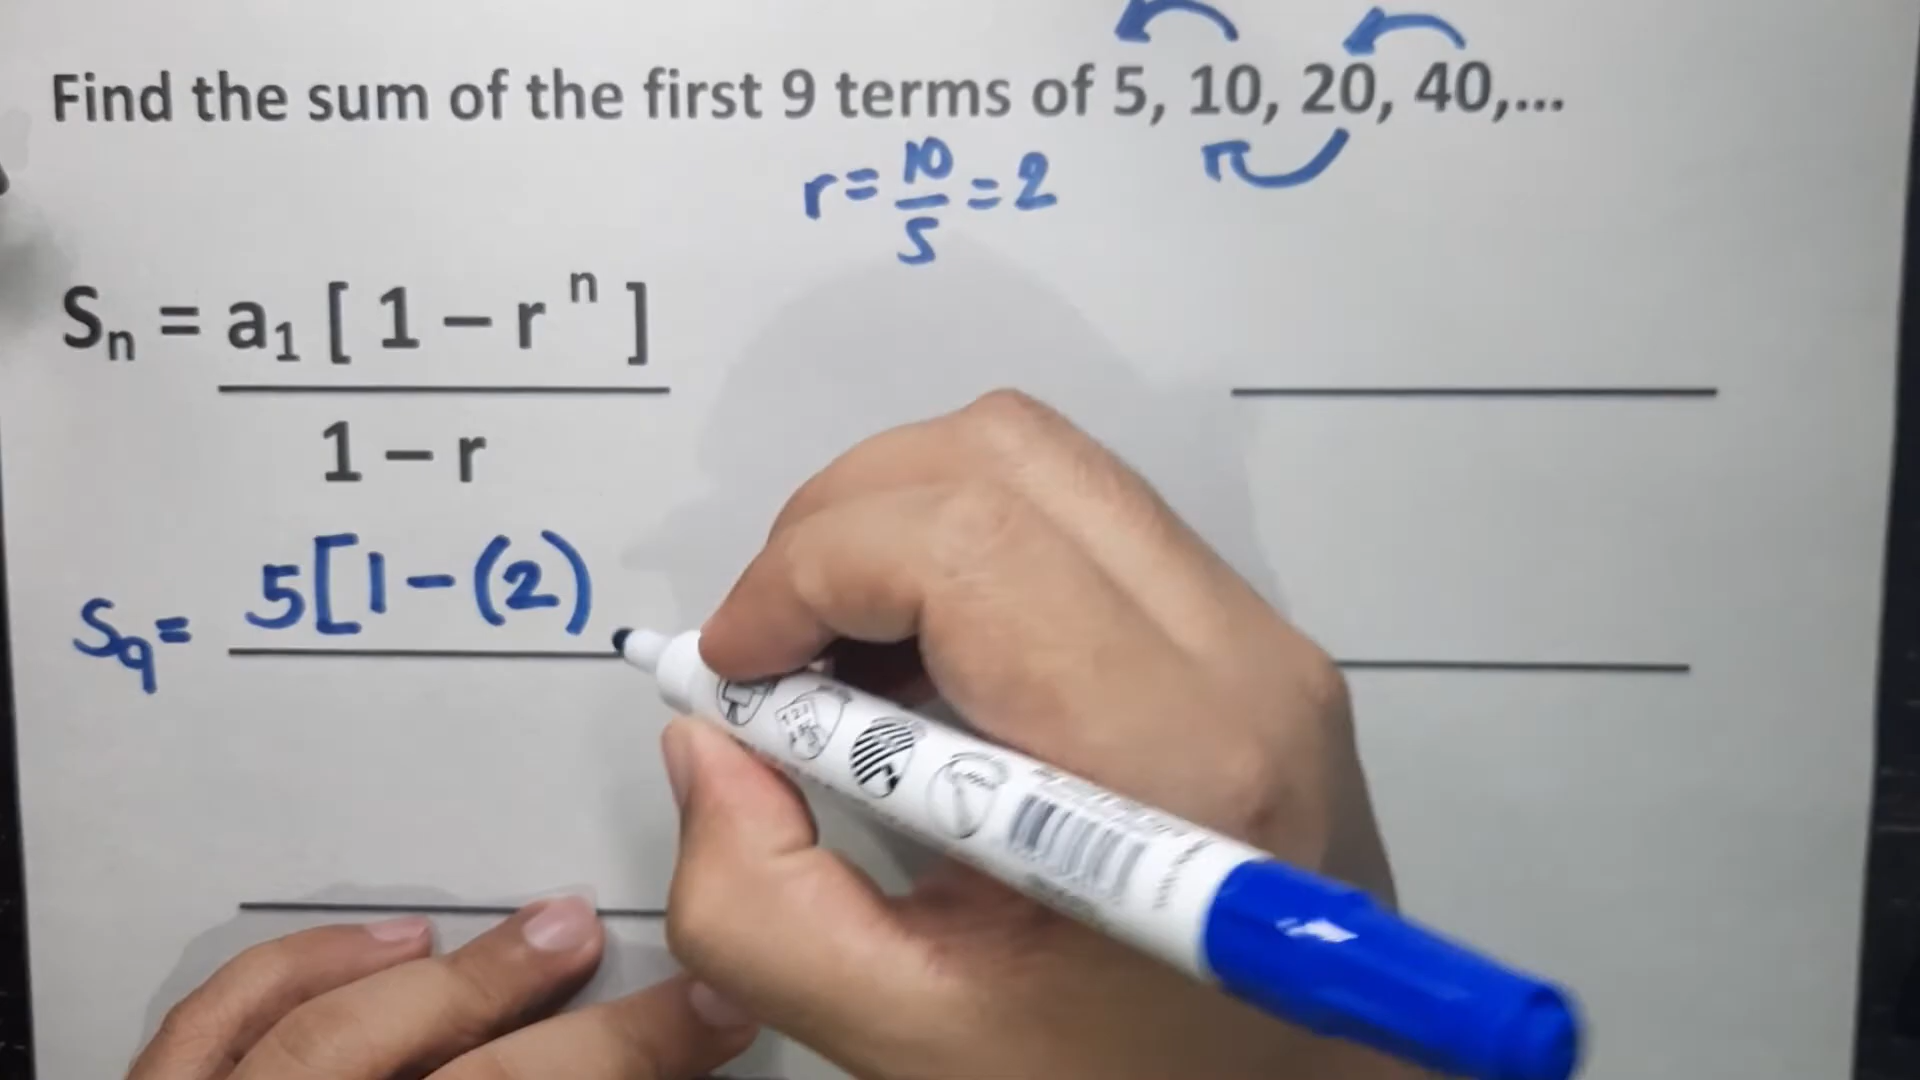 Find the sum of the first 9 terms of 5, 10, 20, 40,...
r = 10/5 = 2
Sn = a1 [ 1 – r n ]
1 – r
S9 = 5[1-(2)